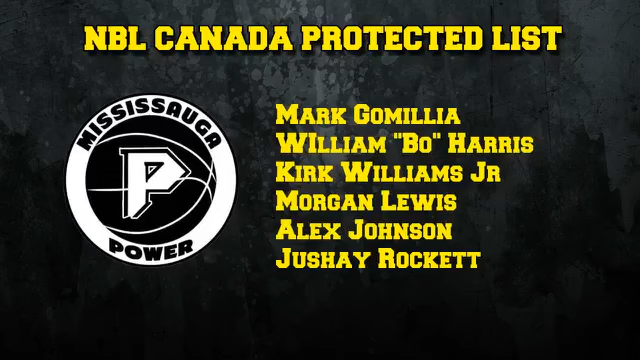 NBL CANADA PROTECTED LIST
MISSISSAUGA
P
POWER
MARK GOMILLIA
WILLIAM "BO" HARRIS
KIRK WILLIAMS JR
MORGAN LEWIS
ALEX JOHNSON
JUSHAY ROCKETT